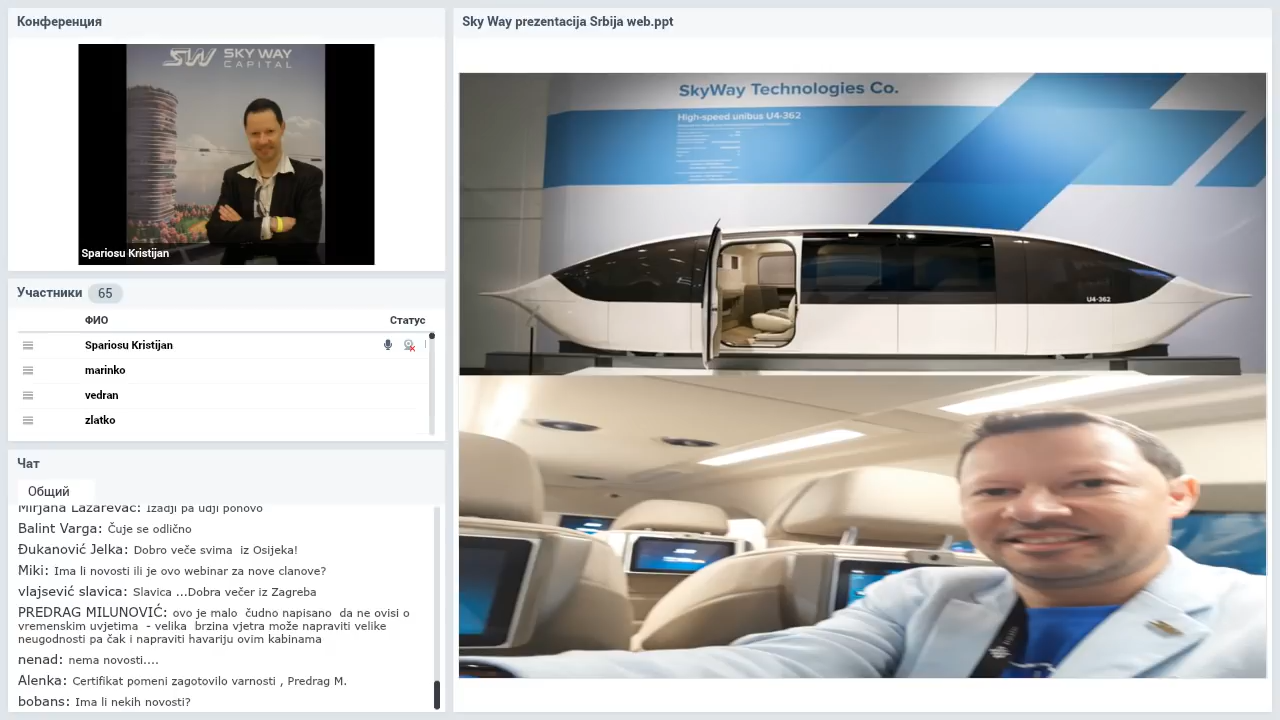 Конференция
SKY WAY
CAPITAL
Spariosu Kristijan
Участники 65
ФИО Статус
Spariosu Kristijan
marinko
vedran
zlatko
Чат
Общий
Mirjana Lazarevac: Izadji pa udji ponovo
Balint Varga: Čuje se odlično
Đukanović Jelka: Dobro veče svima iz Osijeka!
Miki: Ima li novosti ili je ovo webinar za nove clanove?
vlajsević slavica: Slavica ...Dobra večer iz Zagreba
PREDRAG MILUNOVIĆ: ovo je malo čudno napisano da ne ovisi o
vremenskim uvjetima - velika brzina vjetra može napraviti velike
neugodnosti pa čak i napraviti havariju ovim kabinama
nenad: nema novosti....
Alenka: Certifikat pomeni zagotovilo varnosti , Predrag M.
bobans: Ima li nekih novosti?
Sky Way prezentacija Srbija web.ppt
SkyWay Technologies Co.
High-speed unibus U4-362
U4-362